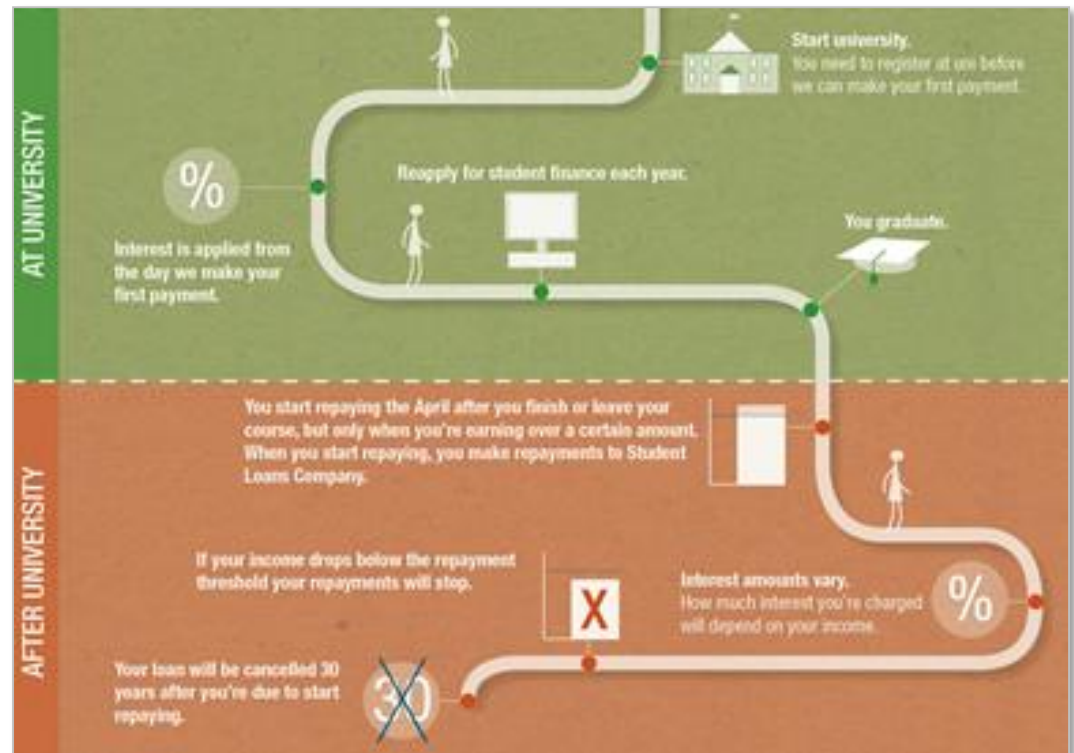 AT UNIVERSITY
Start university.
You need to register at uni before
we can make your first payment.
%
Interest is applied from
the day we make your
first payment.
Reapply for student finance each year.
You graduate.
AFTER UNIVERSITY
You start repaying the April after you finish or leave your
course, but only when you're earning over a certain amount.
When you start repaying, you make repayments to Student
Loans Company.
Interest amounts vary.
How much interest you're charged
will depend on your income.
%
If your income drops below the repayment
threshold your repayments will stop.
X
Your loan will be cancelled 30
years after you're due to start
repaying.
30